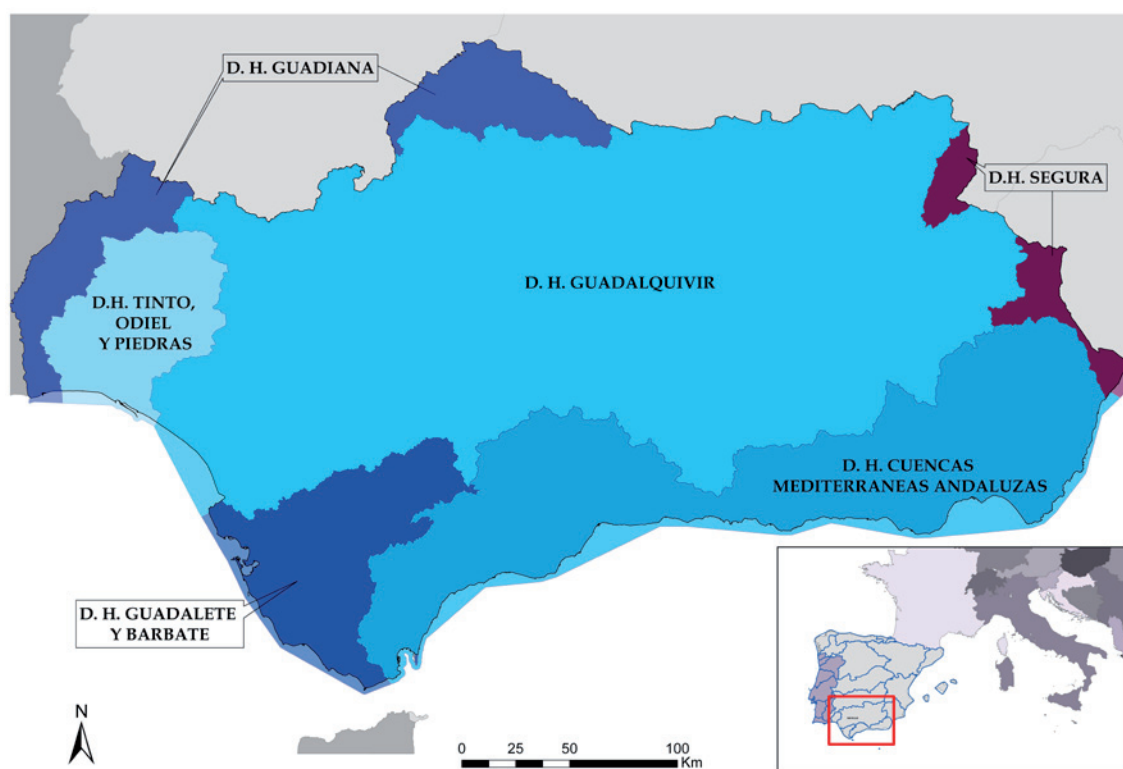 D. H. GUADIANA
D.H. SEGURA
D. H. GUADALQUIVIR
D.H. TINTO,
ODIEL
Y PIEDRAS
D. H. CUENCAS
MEDITERRANEAS ANDALUZAS
D. H. GUADALETE
Y BARBATE
N
0 25 50 100
Km